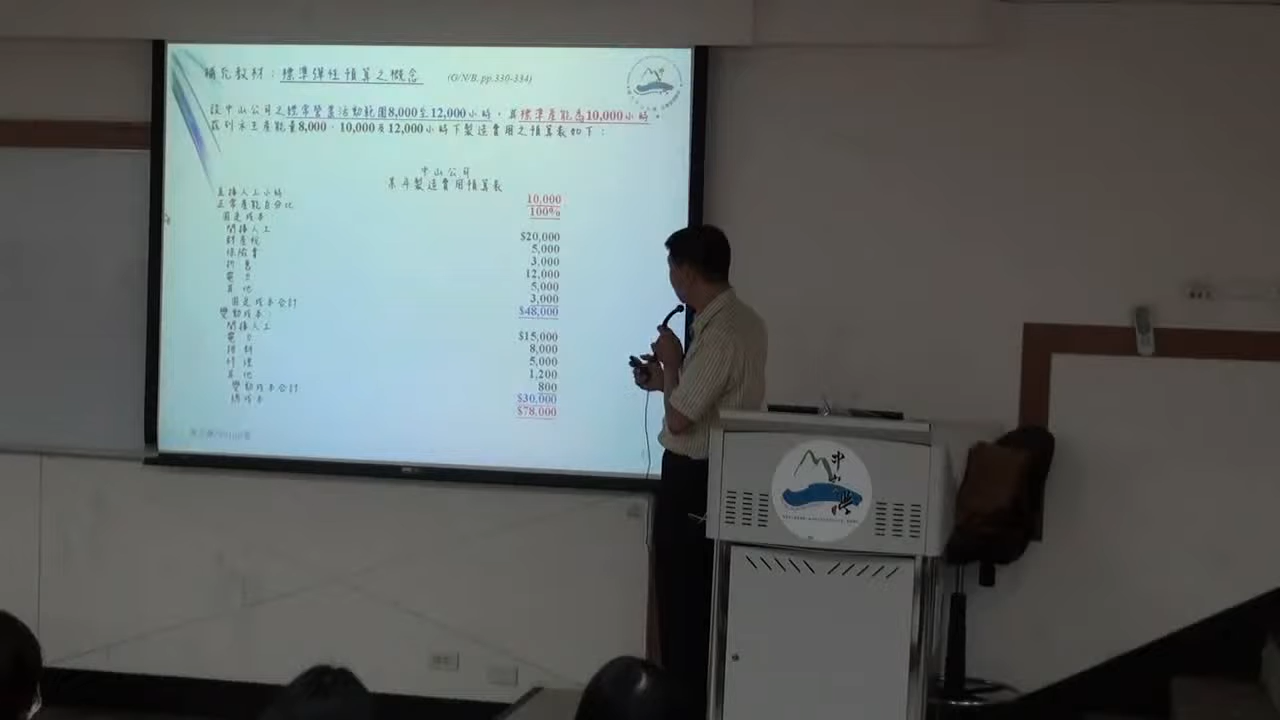 補充教材：標準彈性預算之概念 (O/N/B. pp.330-334)
設中山公司之正常營業活動範圍8,000至12,000小時，其標準產能為10,000小時
茲列示生產能量8,000、10,000及12,000小時下製造費用之預算表如下：
中山公司
某年製造費用預算表
直接人工小時 10,000
正常產能百分比 100%
固定成本：
間接人工 $20,000
財產稅 5,000
保險費 3,000
折舊 12,000
電力 5,000
其他 3,000
固定成本合計 $48,000
變動成本：
間接人工 $15,000
電力 8,000
物料 5,000
修理 1,200
其他 800
變動成本合計 $30,000
總成本 $78,000
中山大學